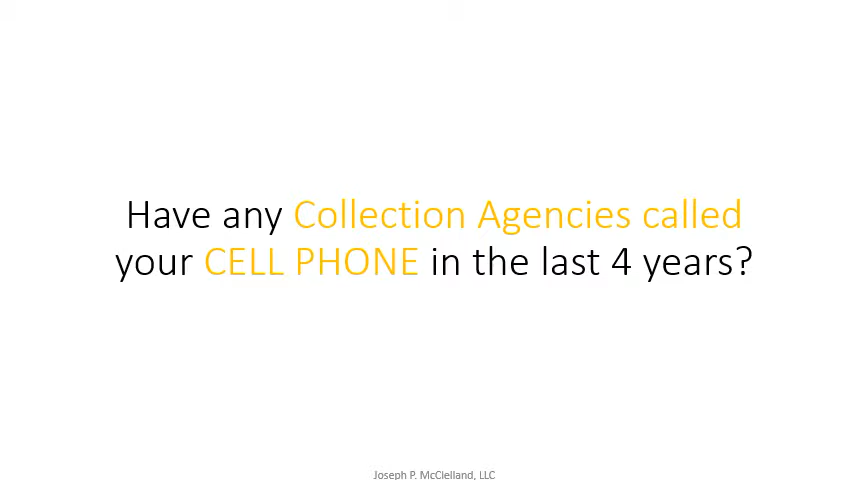 Have any Collection Agencies called
your CELL PHONE in the last 4 years?
Joseph P. McClelland, LLC